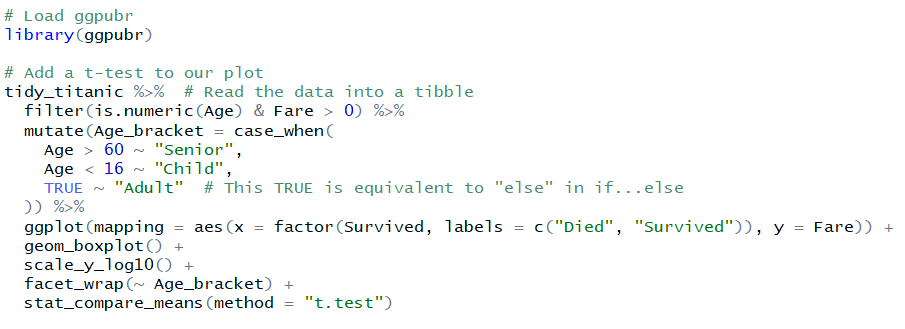 # Load ggpubr
library(ggpubr)

# Add a t-test to our plot
tidy_titanic %>%  # Read the data into a tibble
  filter(is.numeric(Age) & Fare > 0) %>%
  mutate(Age_bracket = case_when(
    Age > 60 ~ "Senior",
    Age < 16 ~ "Child",
    TRUE ~ "Adult"  # This TRUE is equivalent to "else" in if...else
  )) %>%
  ggplot(mapping = aes(x = factor(Survived, labels = c("Died", "Survived")), y = Fare)) +
  geom_boxplot() +
  scale_y_log10() +
  facet_wrap(~ Age_bracket) +
  stat_compare_means(method = "t.test")